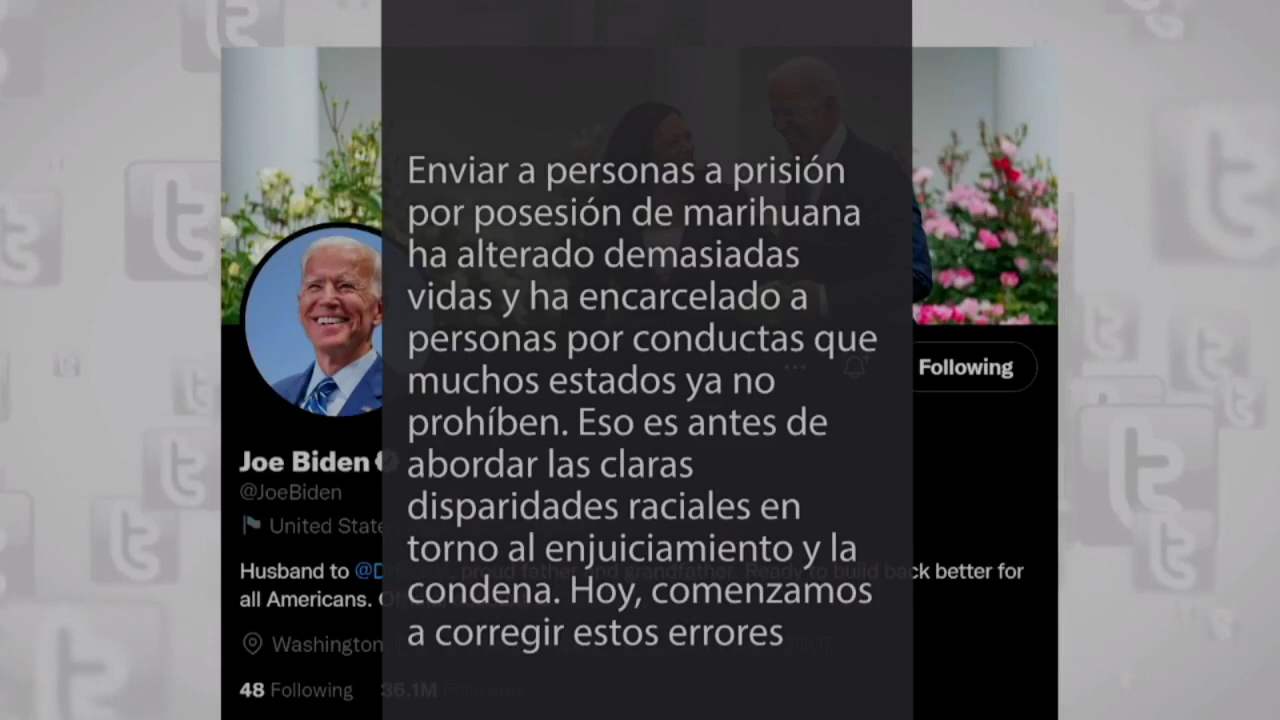 Enviar a personas a prisión
por posesión de marihuana
ha alterado demasiadas
vidas y ha encarcelado a
personas por conductas que
muchos estados ya no
prohíben. Eso es antes de
abordar las claras
disparidades raciales en
torno al enjuiciamiento y la
condena. Hoy, comenzamos
a corregir estos errores
Following
Joe Biden
@JoeBiden
United States
Husband to proud father and grandfather. Ready to build back better for
all Americans.
Washington
48 Following 36.1M Followers